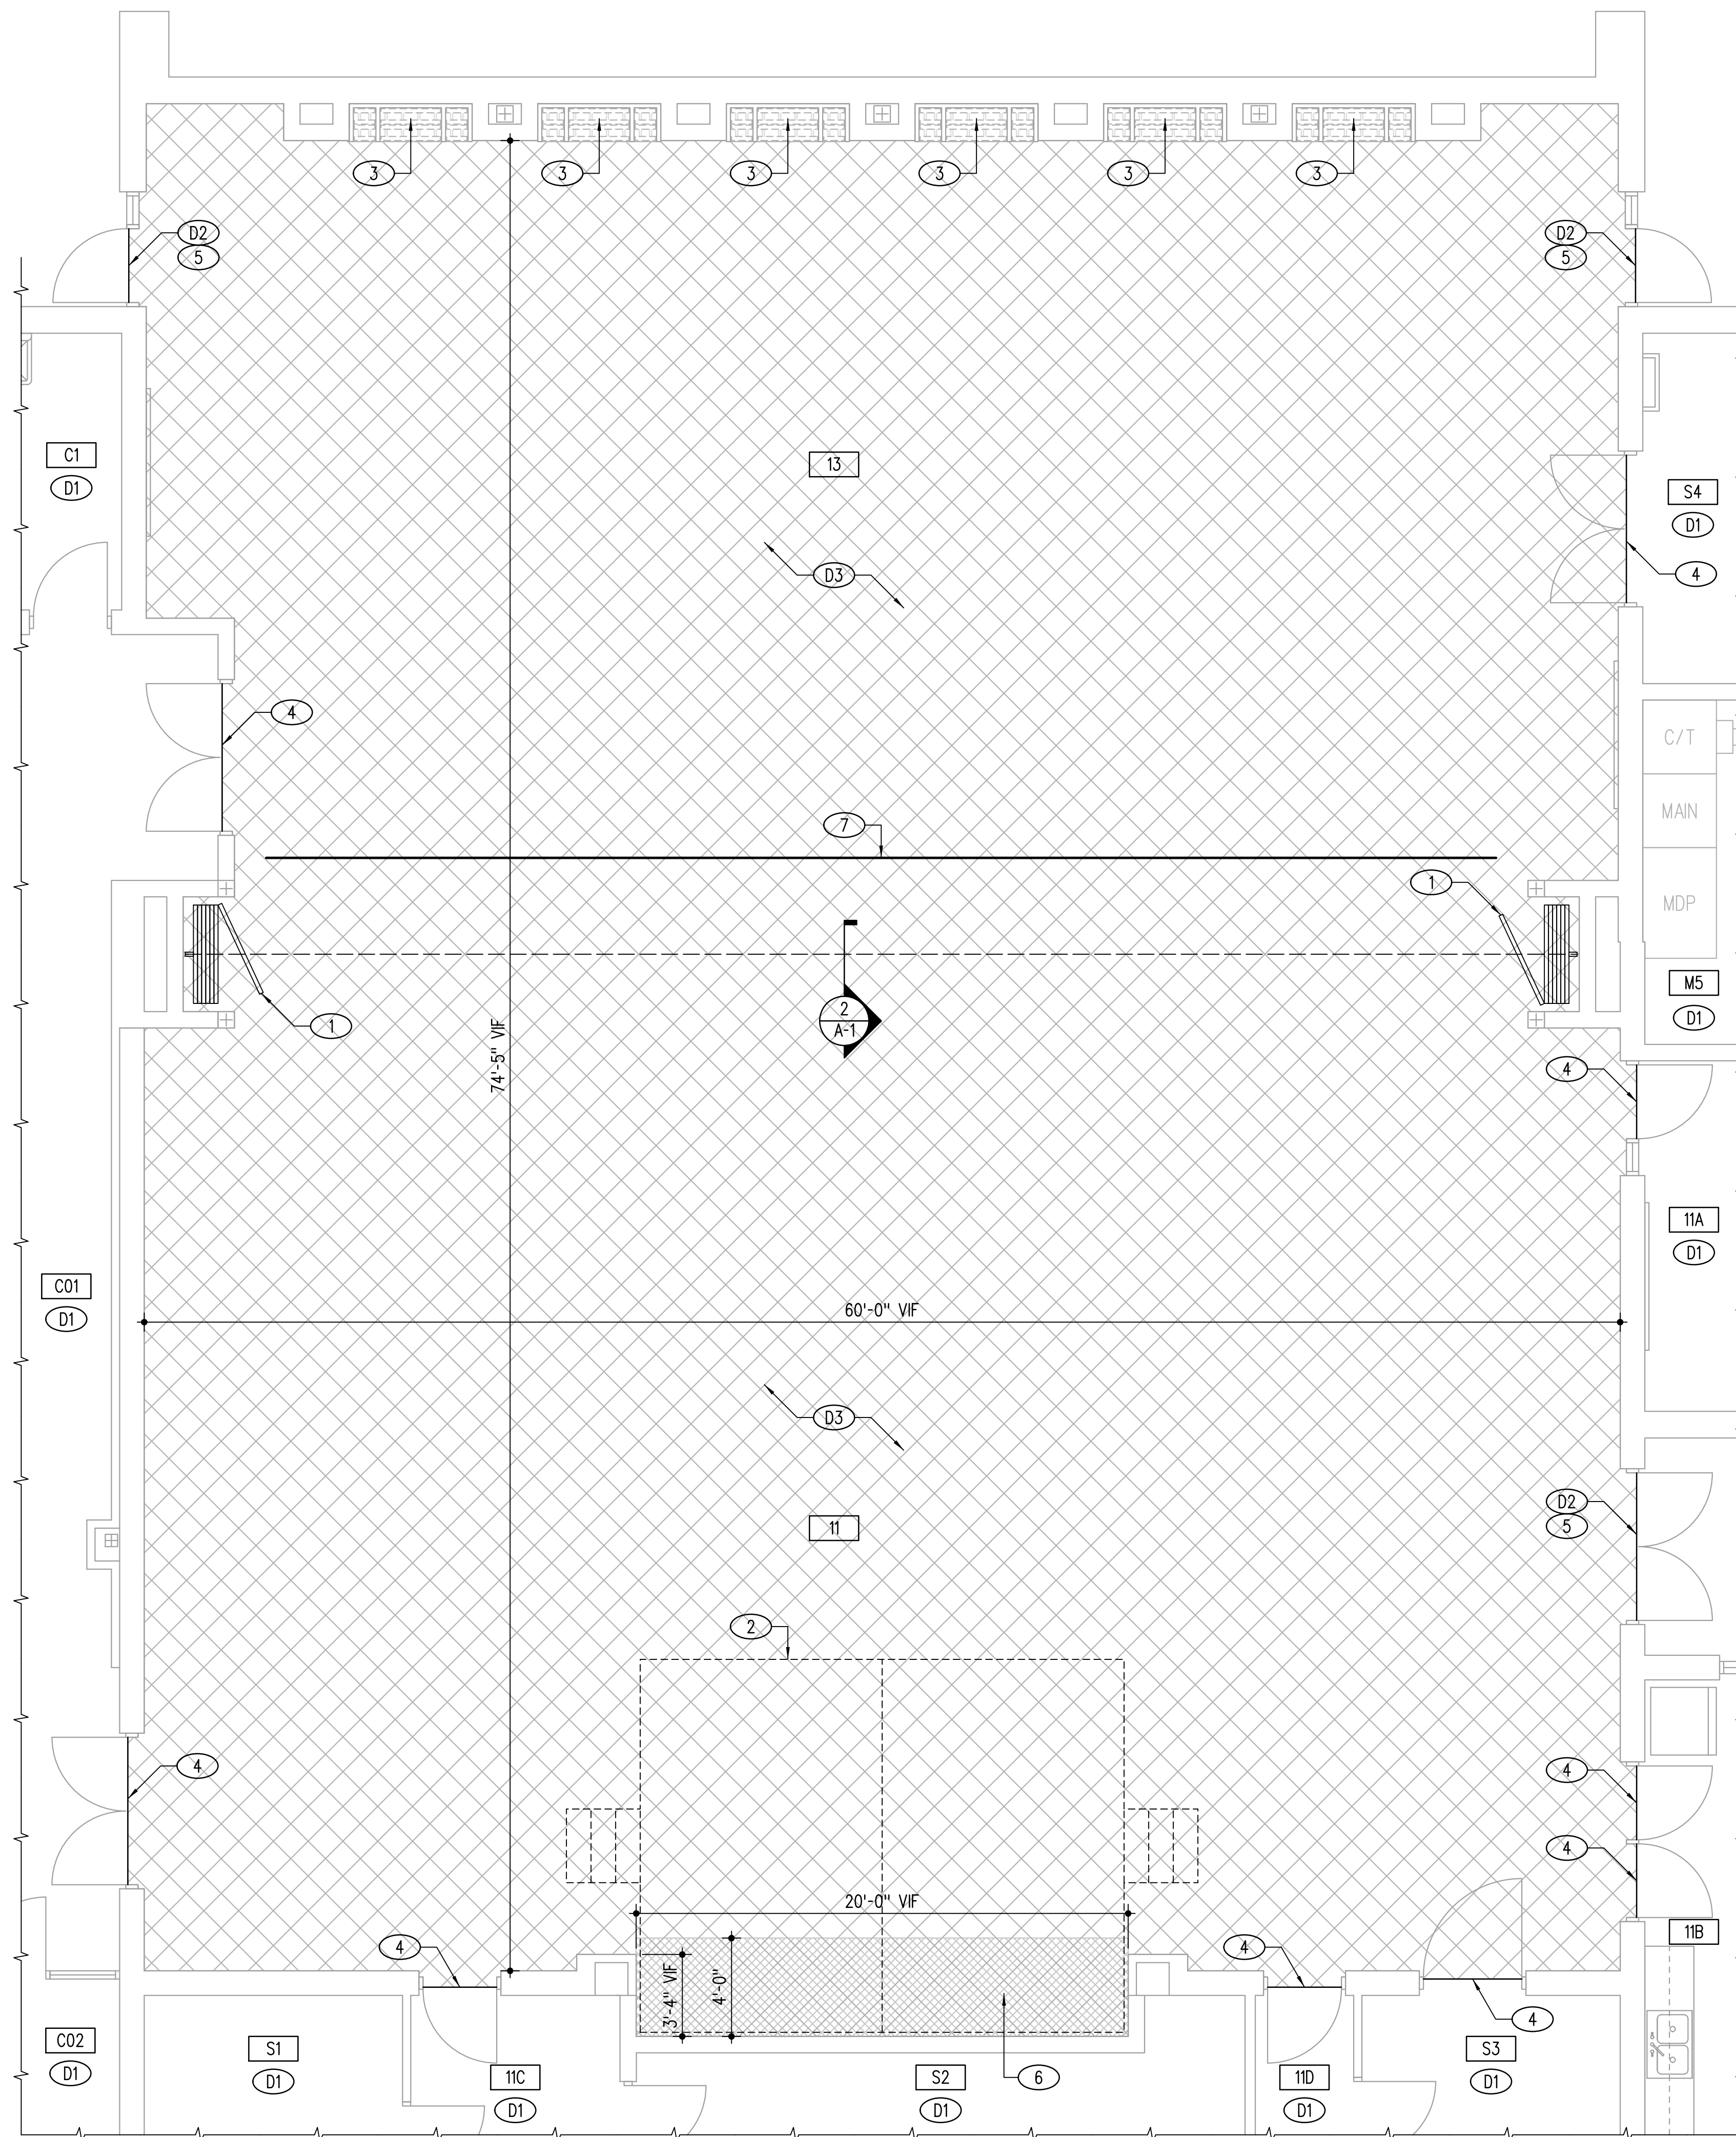 3
3
3
3
3
3
D2
5
D2
5
C1
D1
13
S4
D1
D3
4
4
C/T
MAIN
7
1
MDP
M5
D1
2
A-1
1
74'-5" VIF
4
11A
D1
C01
D1
60'-0" VIF
D3
D2
5
11
2
4
4
4
20'-0" VIF
11B
4
4
3'-4" VIF
4'-0"
4
C02
D1
S1
D1
S3
D1
11C
D1
S2
D1
6
11D
D1